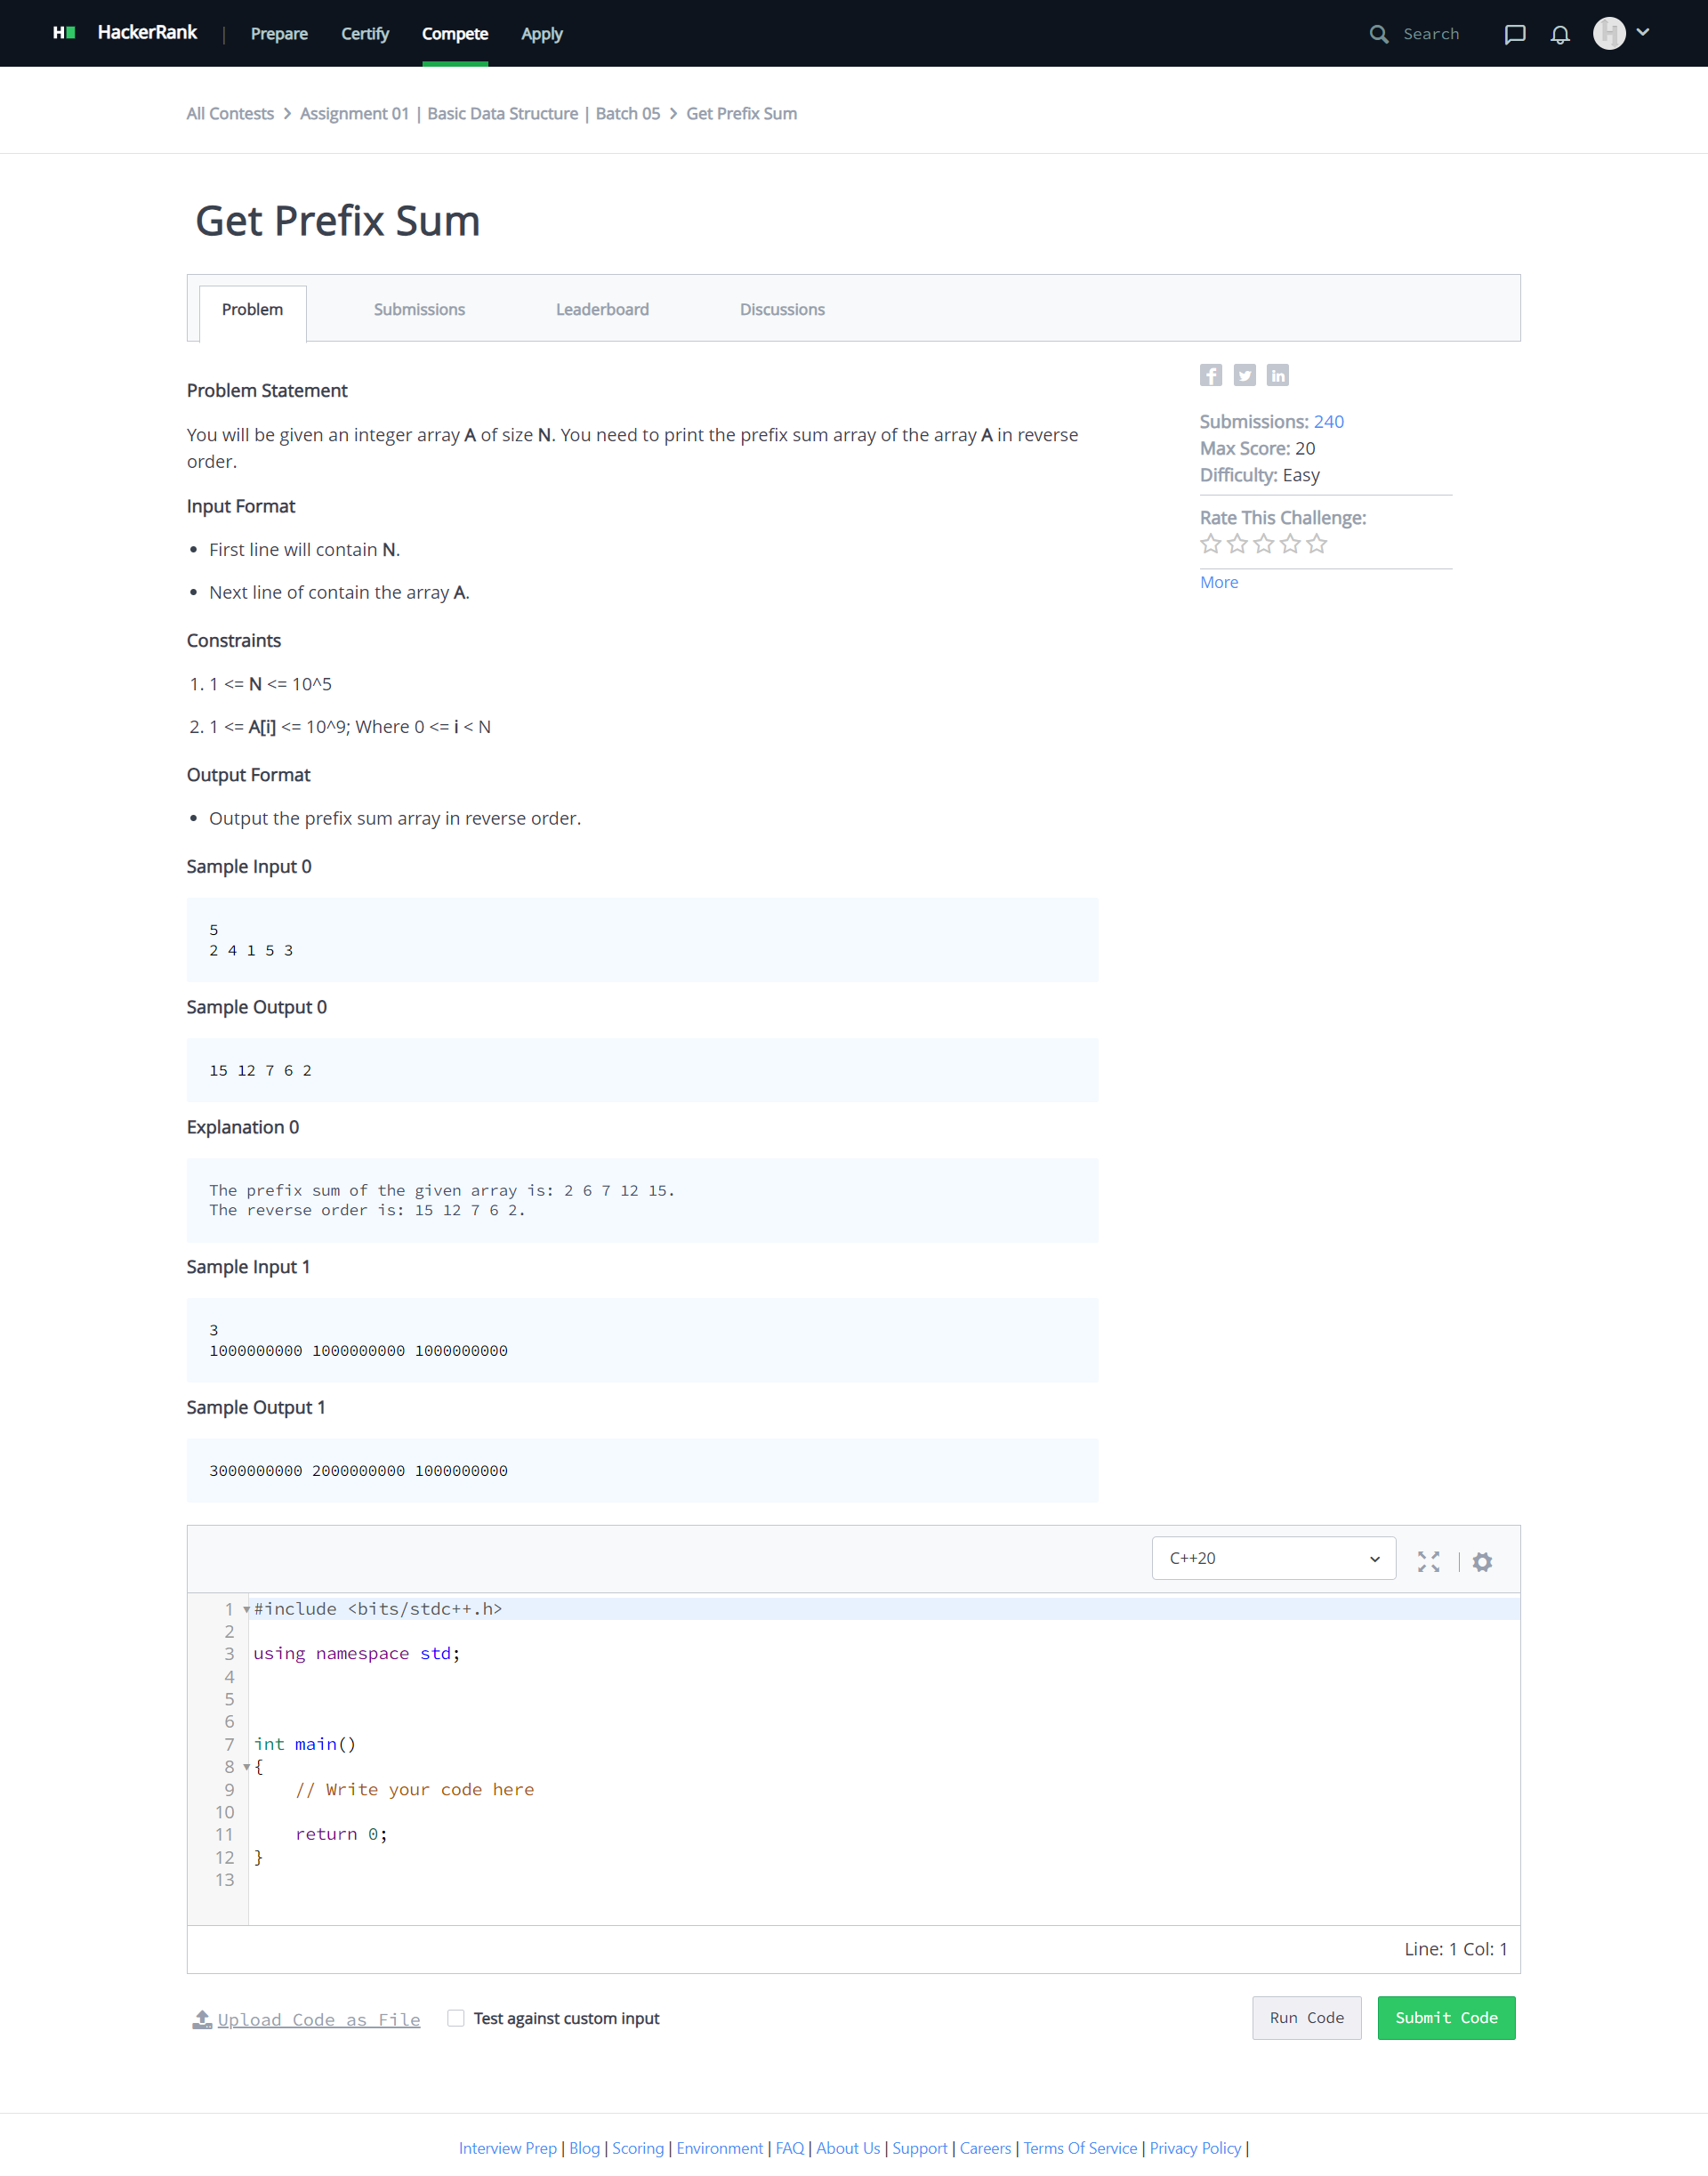 HackerRank | Prepare Certify Compete Apply Search
All Contests > Assignment 01 | Basic Data Structure | Batch 05 > Get Prefix Sum
Get Prefix Sum
Problem Submissions Leaderboard Discussions
Problem Statement
You will be given an integer array A of size N. You need to print the prefix sum array of the array A in reverse
order.
Input Format
• First line will contain N.
• Next line of contain the array A.
Constraints
1. 1 <= N <= 10^5
2. 1 <= A[i] <= 10^9; Where 0 <= i < N
Output Format
• Output the prefix sum array in reverse order.
Sample Input 0
5
2 4 1 5 3
Sample Output 0
15 12 7 6 2
Explanation 0
The prefix sum of the given array is: 2 6 7 12 15.
The reverse order is: 15 12 7 6 2.
Sample Input 1
3
1000000000 1000000000 1000000000
Sample Output 1
3000000000 2000000000 1000000000
Submissions: 240
Max Score: 20
Difficulty: Easy
Rate This Challenge:
More
C++20
1 #include <bits/stdc++.h>
2
3 using namespace std;
4
5
6
7 int main()
8 {
9     // Write your code here
10
11     return 0;
12 }
13
Line: 1 Col: 1
Upload Code as File Test against custom input Run Code Submit Code
Interview Prep | Blog | Scoring | Environment | FAQ | About Us | Support | Careers | Terms Of Service | Privacy Policy |